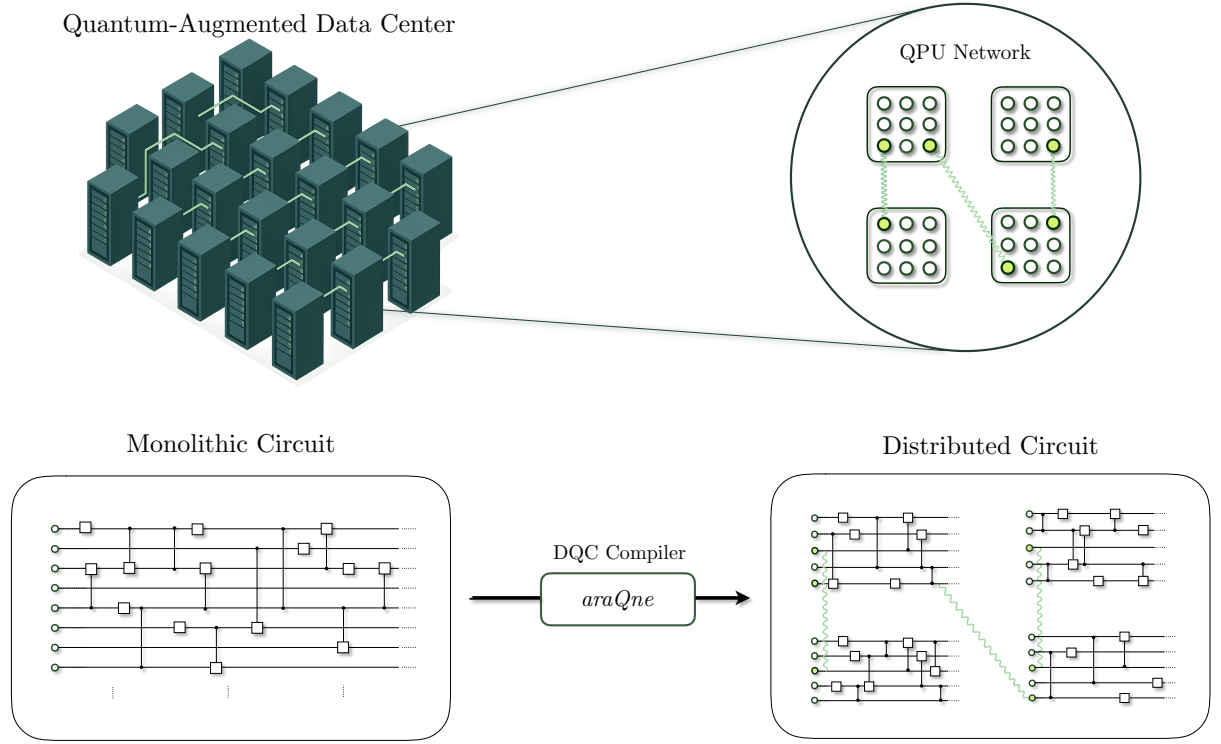 Quantum-Augmented Data Center
QPU Network
Monolithic Circuit
Distributed Circuit
DQC Compiler
araQne